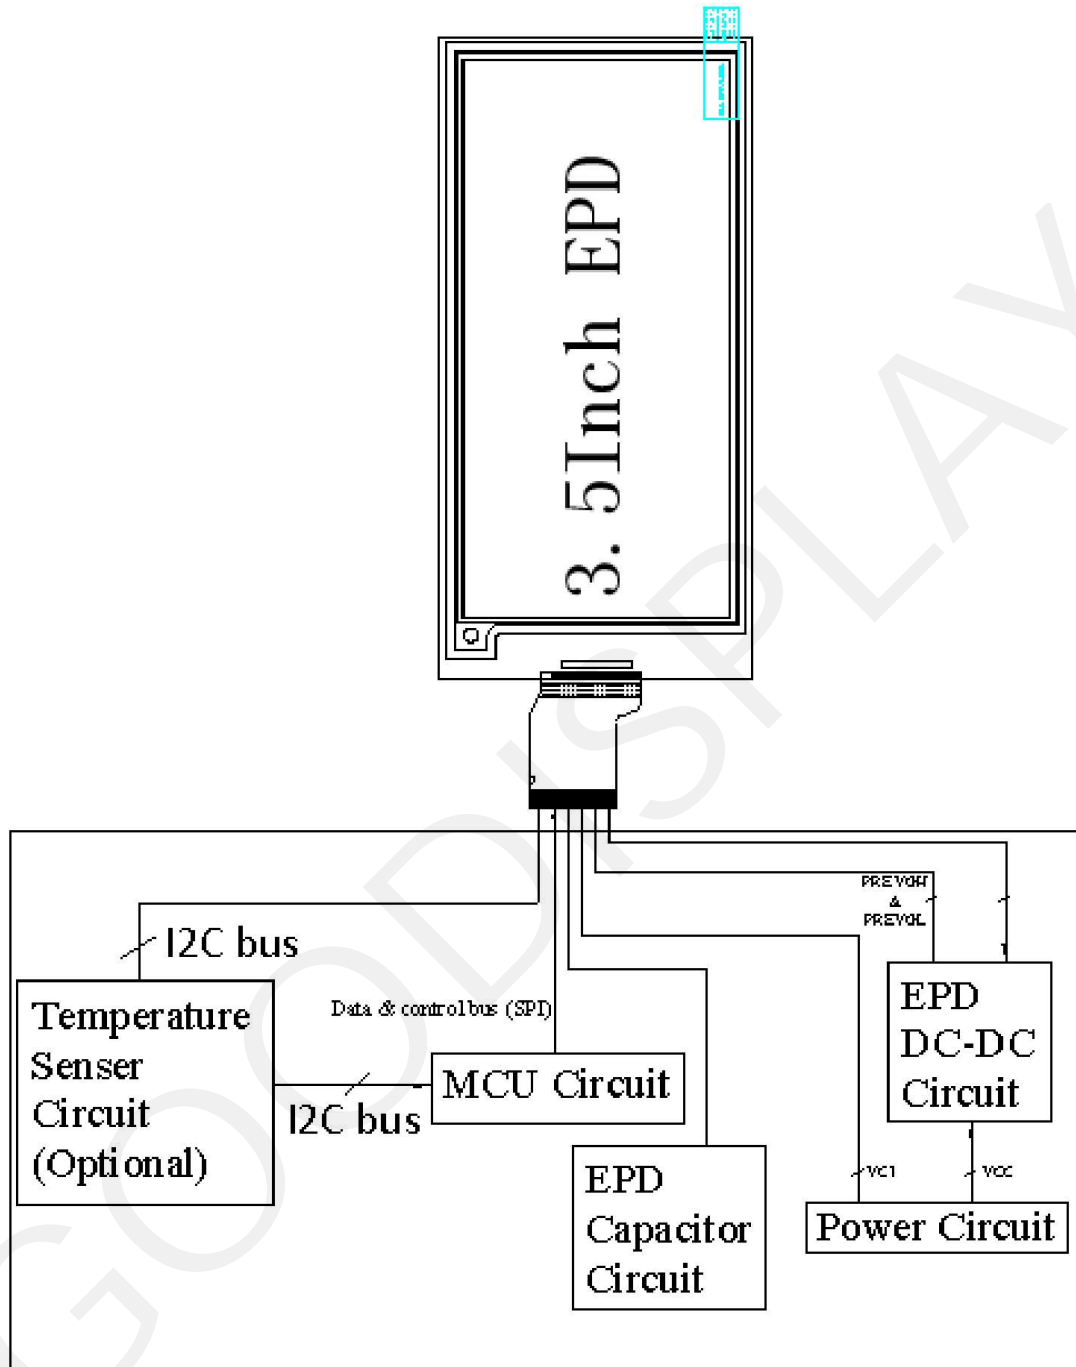 3.5Inch EPD
PREVGH
&
PREVGL
I2C bus
Temperature
Senser
Circuit
(Optional)
Data & control bus (SPI)
MCU Circuit
I2C bus
EPD
DC-DC
Circuit
EPD
Capacitor
Circuit
VCI
VCC
Power Circuit
GOODISPLAY